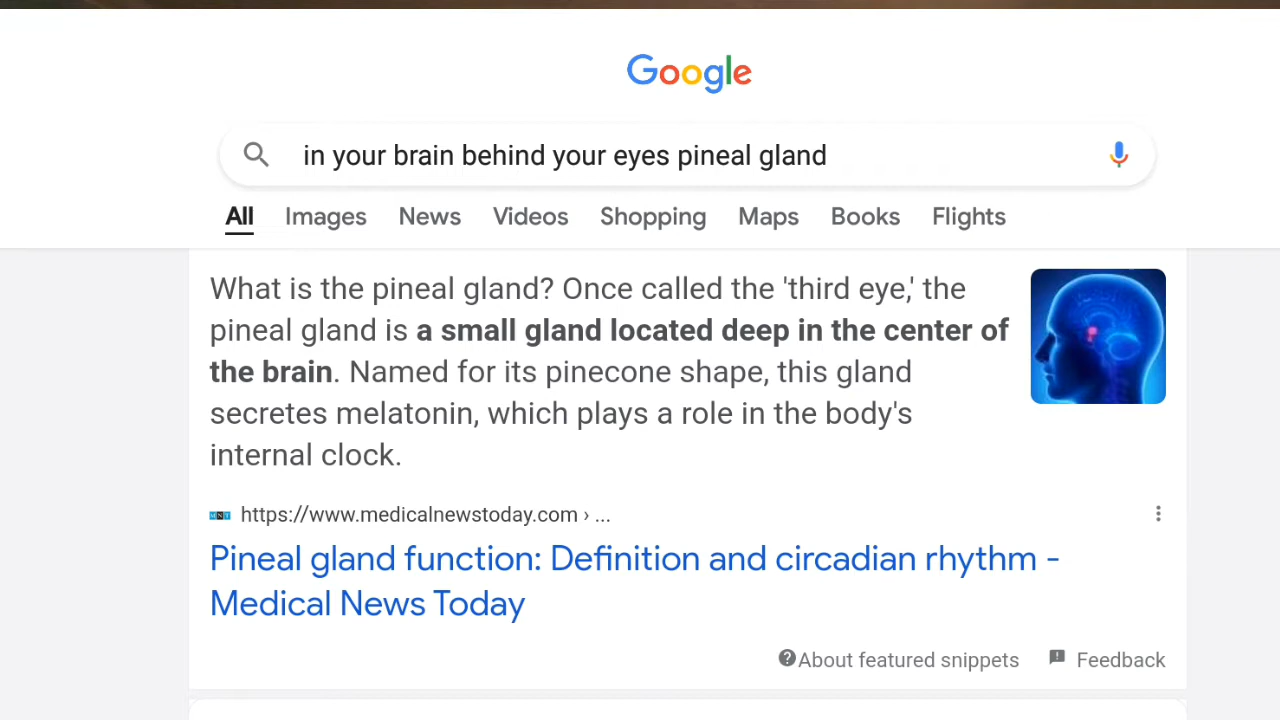 Google
in your brain behind your eyes pineal gland
All Images News Videos Shopping Maps Books Flights
What is the pineal gland? Once called the 'third eye,' the
pineal gland is a small gland located deep in the center of
the brain. Named for its pinecone shape, this gland
secretes melatonin, which plays a role in the body's
internal clock.
MNT https://www.medicalnewstoday.com › ...
Pineal gland function: Definition and circadian rhythm -
Medical News Today
About featured snippets Feedback